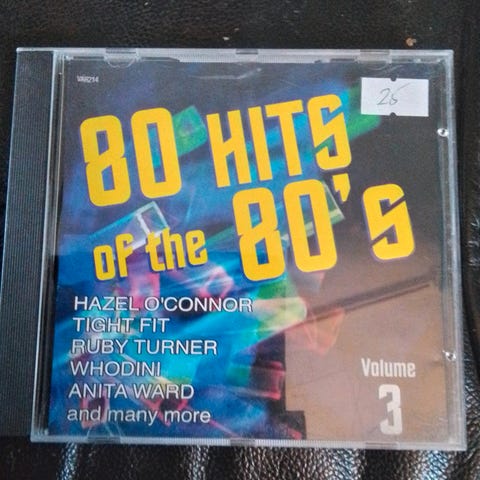 VAR214
25
80 HITS
of the 80's
HAZEL O'CONNOR
TIGHT FIT
RUBY TURNER
WHODINI
ANITA WARD
and many more
Volume
3